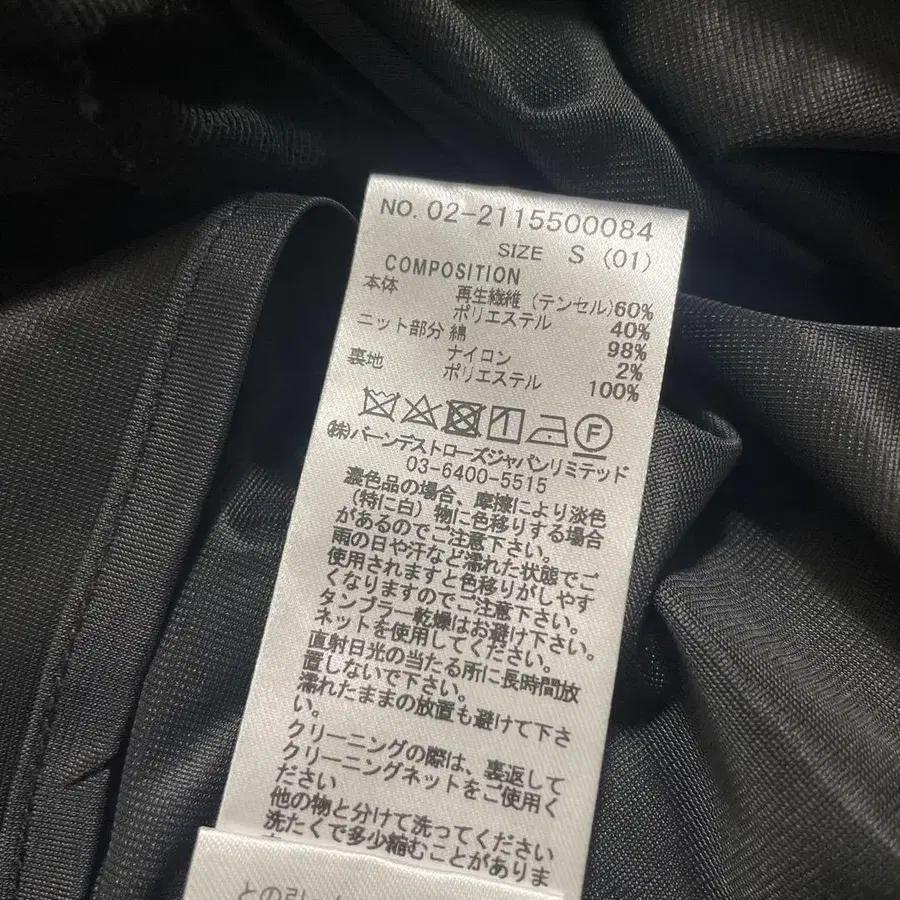 NO. 02-2115500084
SIZE S (01)
COMPOSITION
本体 再生繊維 (テンセル)60%
ポリエステル 40%
ニット部分 綿 98%
ナイロン 2%
裏地 ポリエステル 100%
F
㈱バーンデストローズジャパンリミテッド
03-6400-5515
濃色品の場合、摩擦により淡色
(特に白)物に色移りする場合
があるのでご注意下さい。
雨の日や汗など濡れた状態でご
使用されますと色移りがしやす
くなりますのでご注意下さい。
タンブラー乾燥はお避け下さい。
ネットを使用してください。
直射日光の当たる所に長時間放
置しないで下さい。
濡れたままの放置も避けて下さ
い。
クリーニングの際は、裏返して
クリーニングネットをご使用く
ださい
他の物と分けて洗ってください
洗たくで多少縮むことがありま